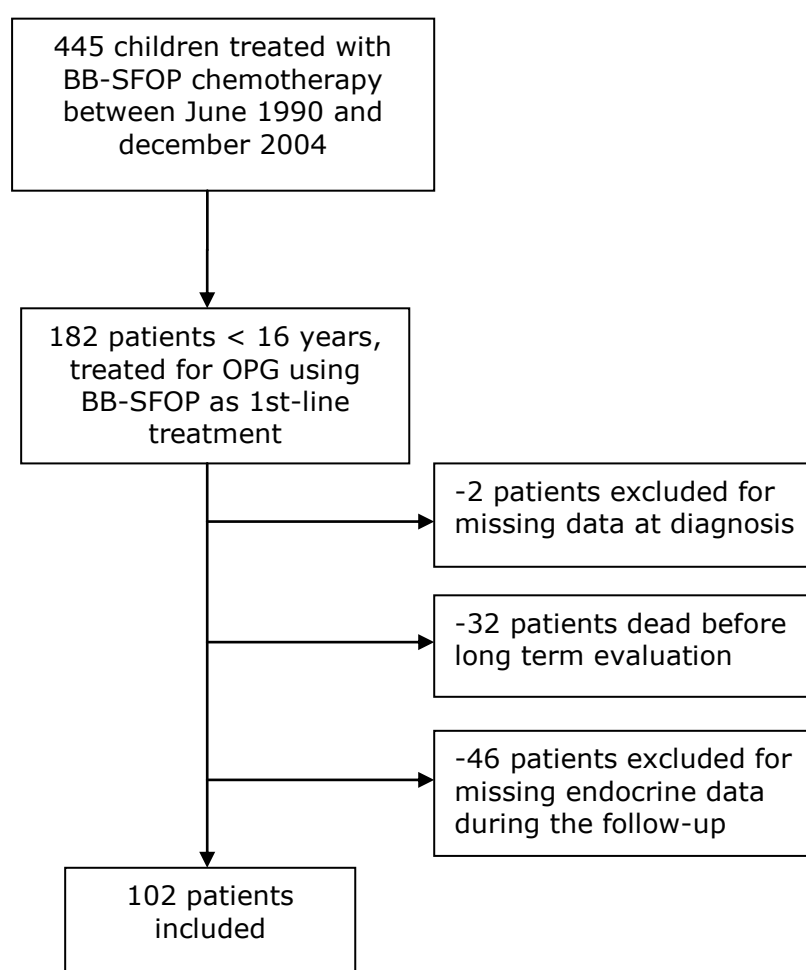 445 children treated with
BB-SFOP chemotherapy
between June 1990 and
december 2004
182 patients < 16 years,
treated for OPG using
BB-SFOP as 1st-line
treatment
-2 patients excluded for
missing data at diagnosis
-32 patients dead before
long term evaluation
-46 patients excluded for
missing endocrine data
during the follow-up
102 patients
included